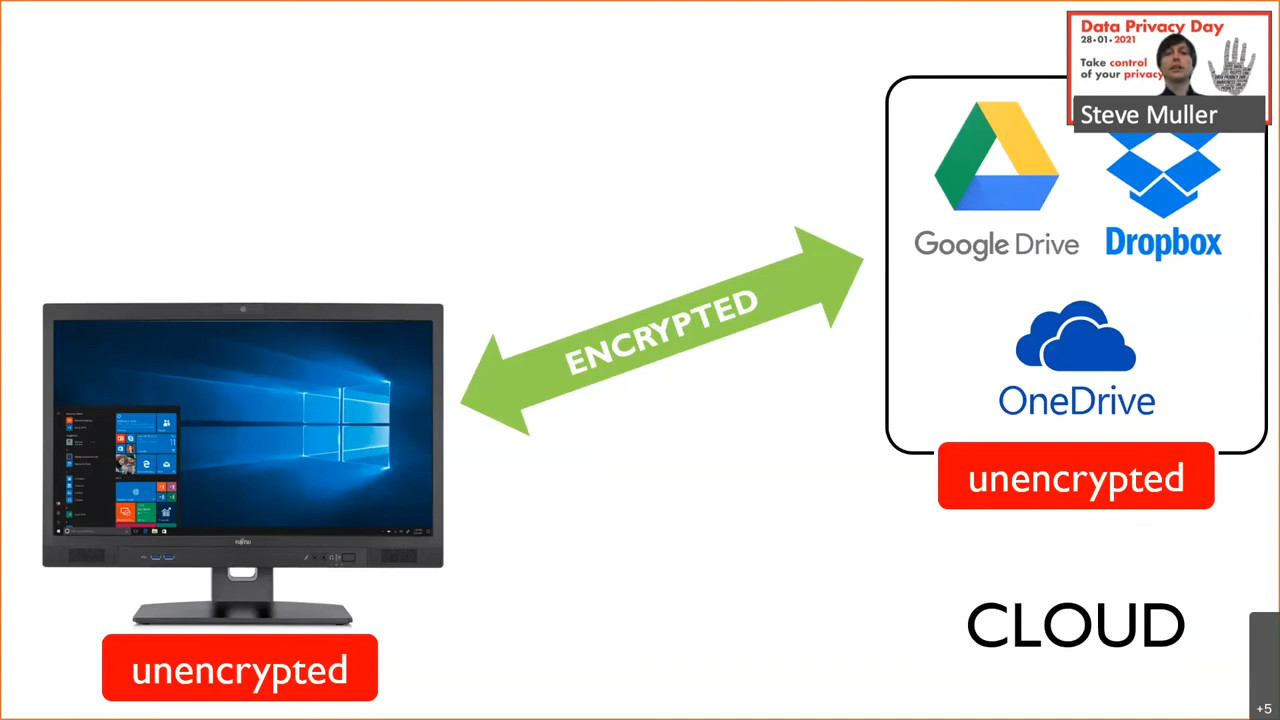 Data Privacy Day
28•01•2021
Take control
of your privacy
Steve Muller
Google Drive
Dropbox
ENCRYPTED
OneDrive
unencrypted
FUJITSU
CLOUD
unencrypted
+5